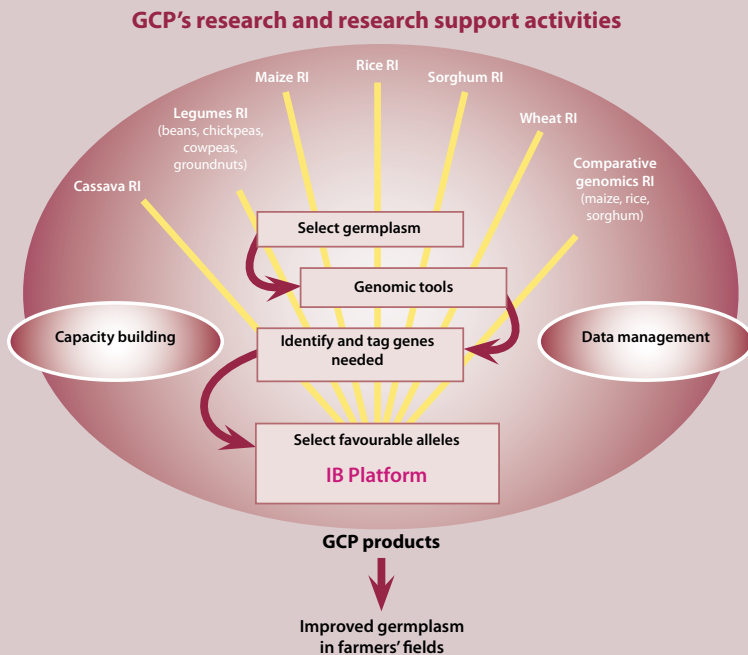 GCP’s research and research support activities
Rice RI
Maize RI
Sorghum RI
Legumes RI
(beans, chickpeas,
cowpeas,
groundnuts)
Wheat RI
Cassava RI
Comparative
genomics RI
(maize, rice,
sorghum)
Select germplasm
Genomic tools
Capacity building
Identify and tag genes
needed
Data management
Select favourable alleles
IB Platform
GCP products
Improved germplasm
in farmers’ fields